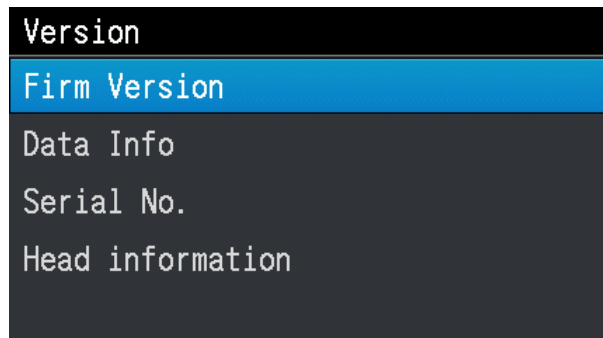 Version
Firm Version
Data Info
Serial No.
Head information